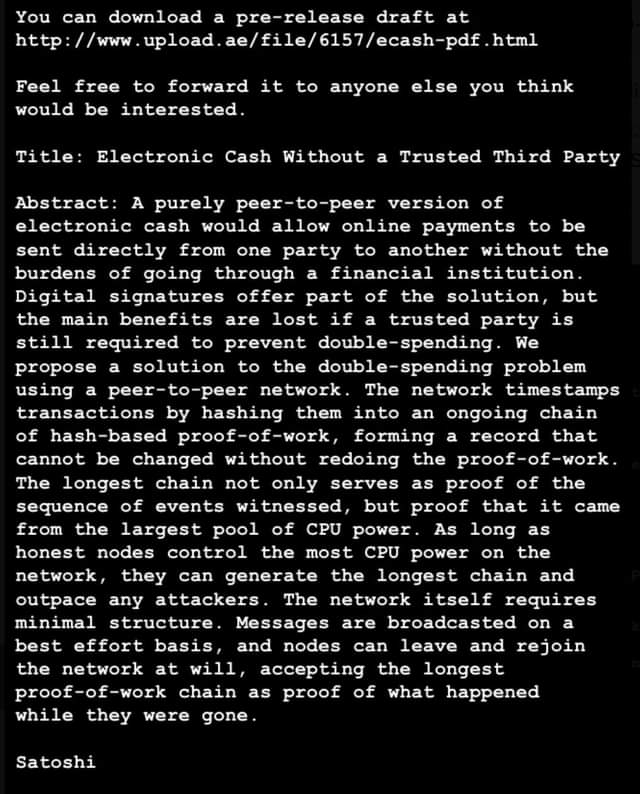 You can download a pre-release draft at
http://www.upload.ae/file/6157/ecash-pdf.html
Feel free to forward it to anyone else you think
would be interested.
Title: Electronic Cash Without a Trusted Third Party
Abstract: A purely peer-to-peer version of
electronic cash would allow online payments to be
sent directly from one party to another without the
burdens of going through a financial institution.
Digital signatures offer part of the solution, but
the main benefits are lost if a trusted party is
still required to prevent double-spending. We
propose a solution to the double-spending problem
using a peer-to-peer network. The network timestamps
transactions by hashing them into an ongoing chain
of hash-based proof-of-work, forming a record that
cannot be changed without redoing the proof-of-work.
The longest chain not only serves as proof of the
sequence of events witnessed, but proof that it came
from the largest pool of CPU power. As long as
honest nodes control the most CPU power on the
network, they can generate the longest chain and
outpace any attackers. The network itself requires
minimal structure. Messages are broadcasted on a
best effort basis, and nodes can leave and rejoin
the network at will, accepting the longest
proof-of-work chain as proof of what happened
while they were gone.
Satoshi